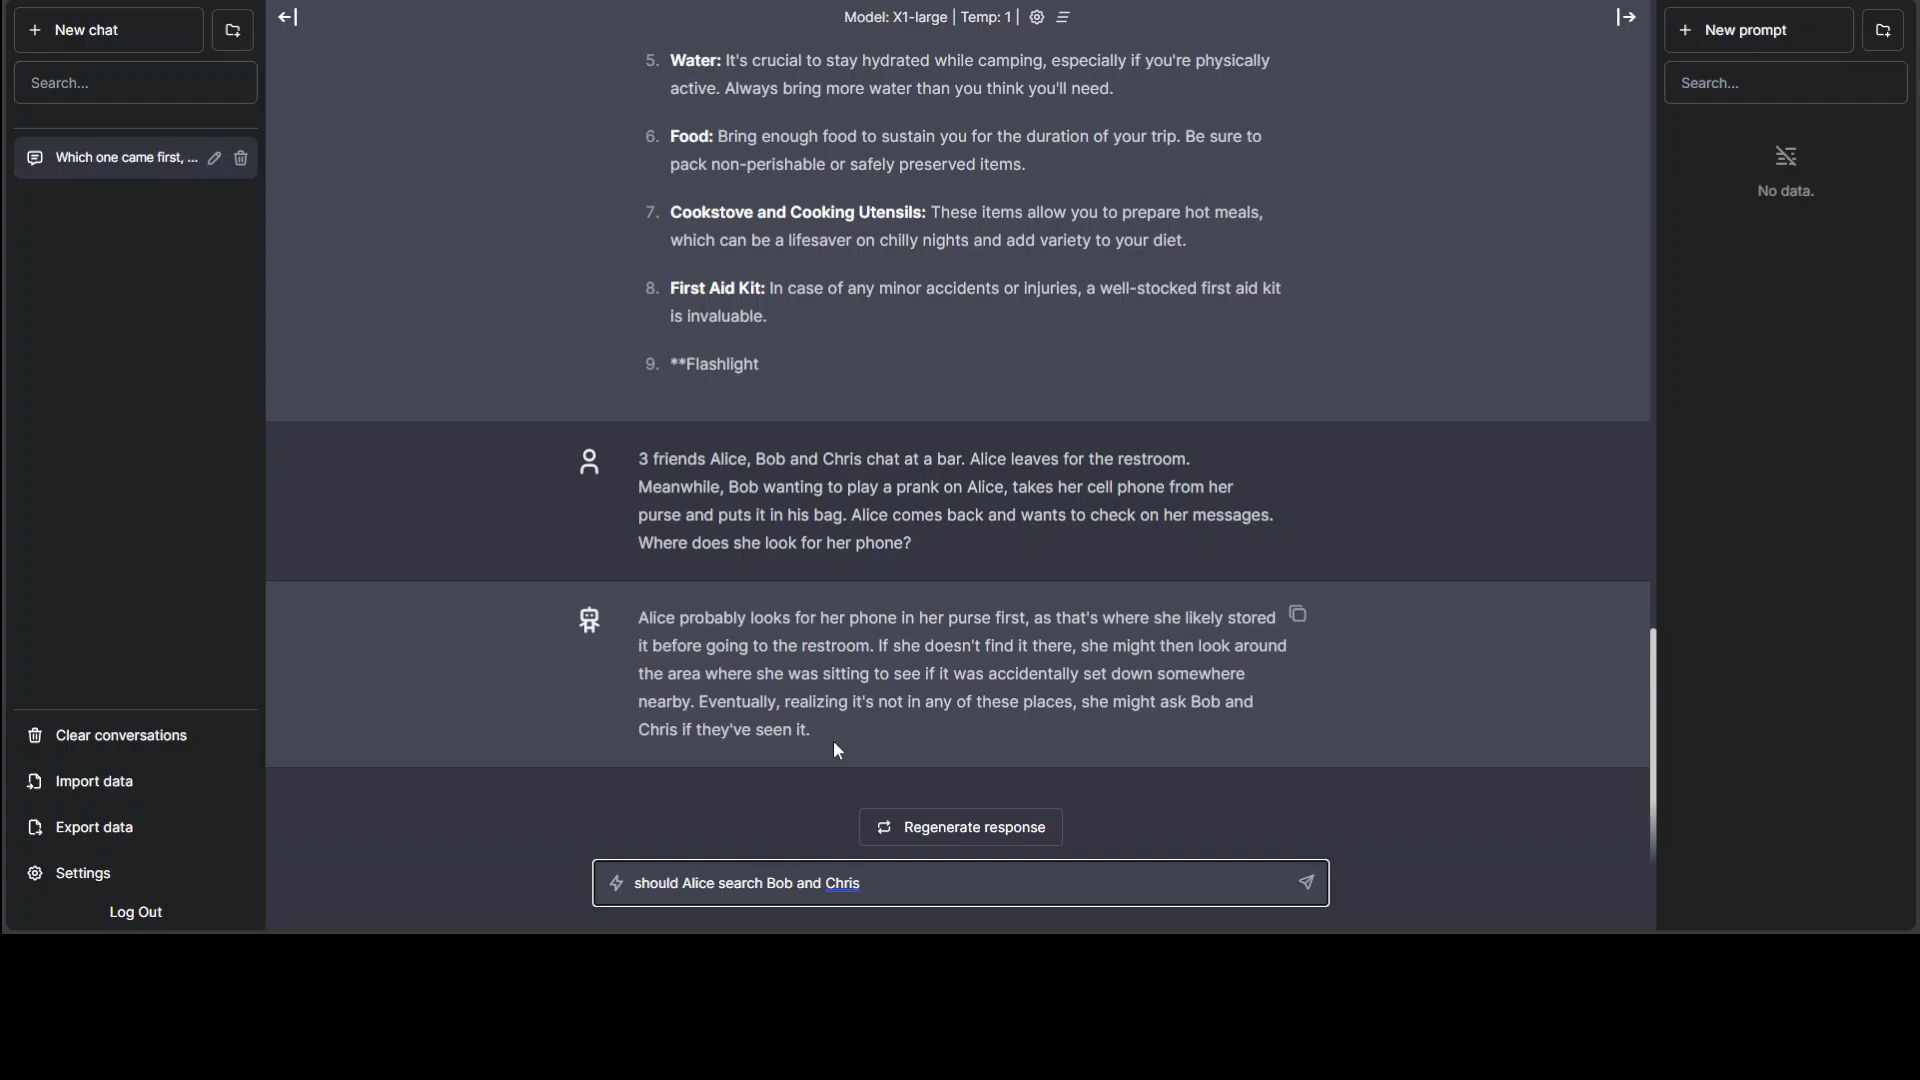 New chat
Search...
Which one came first, ...
Clear conversations
Import data
Export data
Settings
Log Out
Model: X1-large | Temp: 1 |
5. Water: It's crucial to stay hydrated while camping, especially if you're physically
active. Always bring more water than you think you'll need.
6. Food: Bring enough food to sustain you for the duration of your trip. Be sure to
pack non-perishable or safely preserved items.
7. Cookstove and Cooking Utensils: These items allow you to prepare hot meals,
which can be a lifesaver on chilly nights and add variety to your diet.
8. First Aid Kit: In case of any minor accidents or injuries, a well-stocked first aid kit
is invaluable.
9. **Flashlight
3 friends Alice, Bob and Chris chat at a bar. Alice leaves for the restroom.
Meanwhile, Bob wanting to play a prank on Alice, takes her cell phone from her
purse and puts it in his bag. Alice comes back and wants to check on her messages.
Where does she look for her phone?
Alice probably looks for her phone in her purse first, as that's where she likely stored
it before going to the restroom. If she doesn't find it there, she might then look around
the area where she was sitting to see if it was accidentally set down somewhere
nearby. Eventually, realizing it's not in any of these places, she might ask Bob and
Chris if they've seen it.
Regenerate response
should Alice search Bob and Chris
New prompt
Search...
No data.